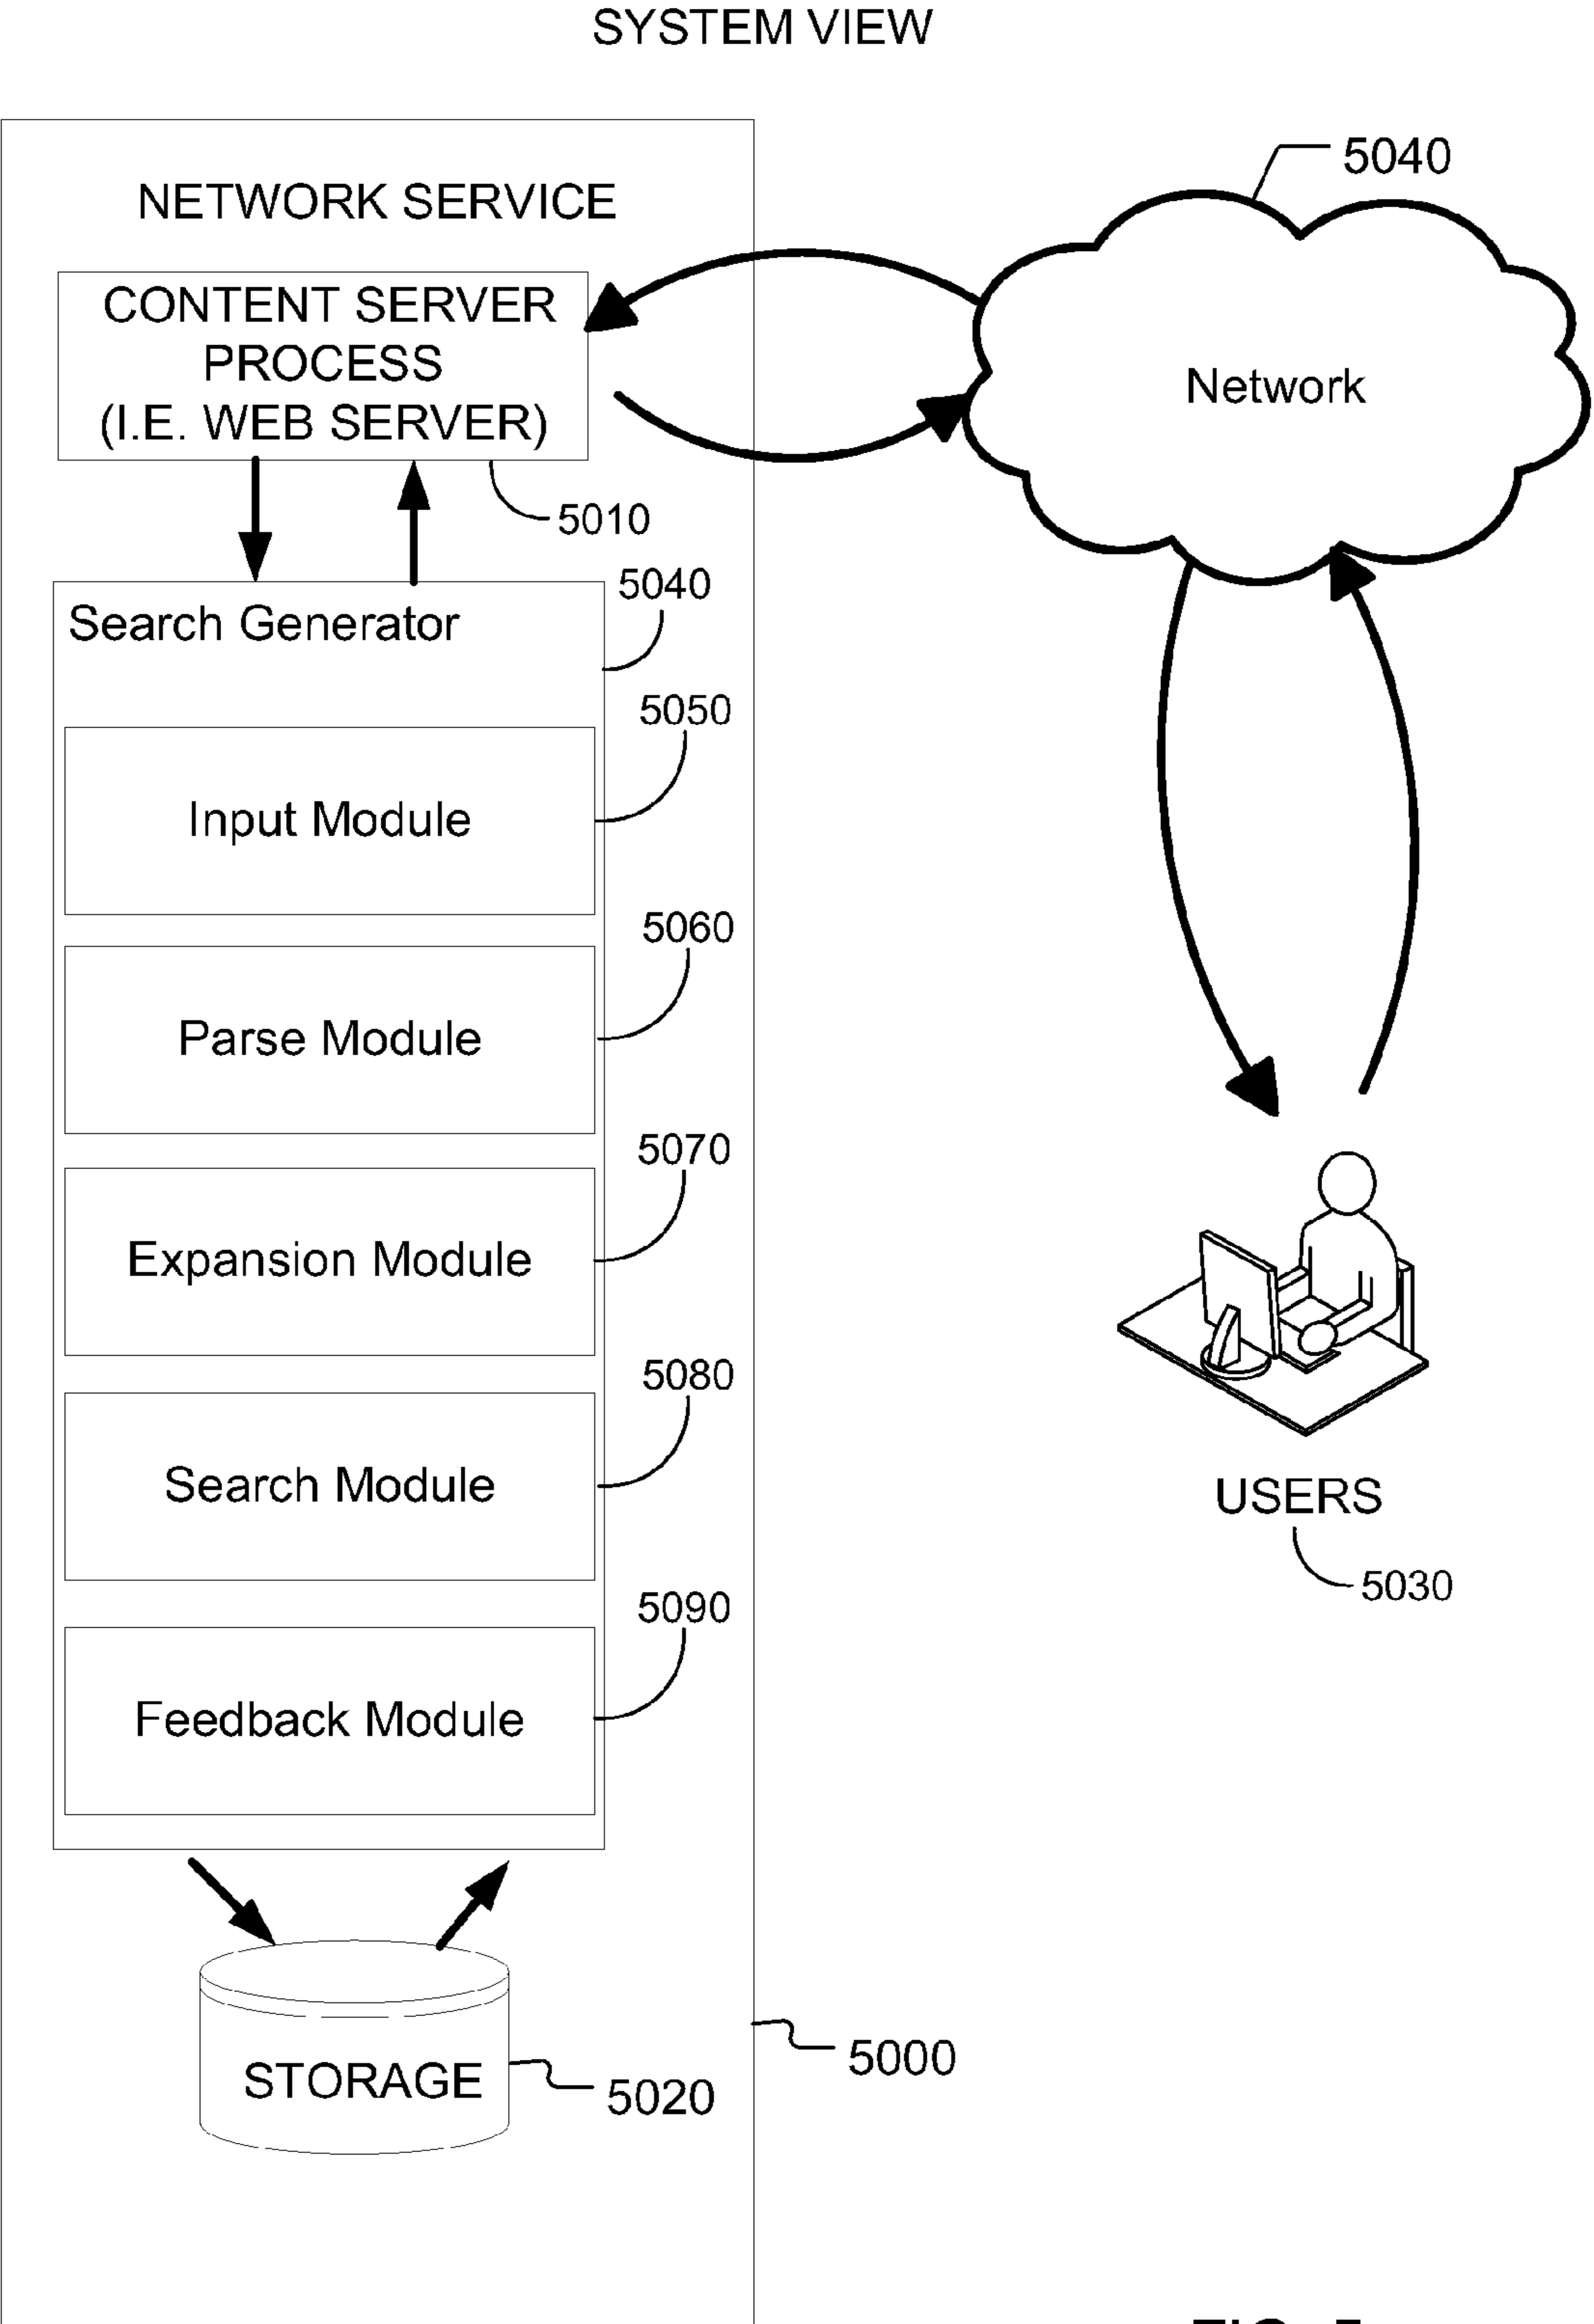 SYSTEM VIEW
NETWORK SERVICE
5040
CONTENT SERVER
PROCESS
(I.E. WEB SERVER)
Network
5010
5040
Search Generator
5050
Input Module
5060
Parse Module
5070
Expansion Module
5080
Search Module
USERS
5030
5090
Feedback Module
5000
STORAGE
5020